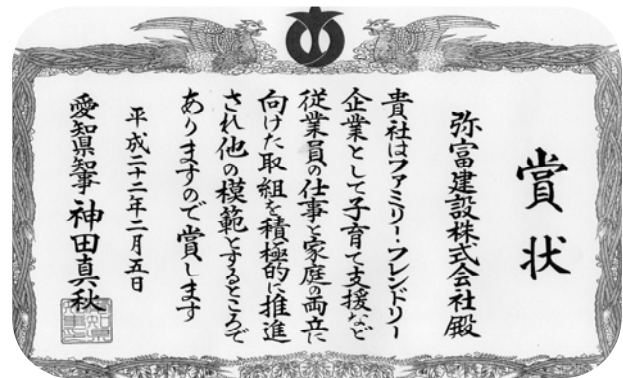 賞状
弥富建設株式会社殿
貴社はファミリー・フレンドリー
企業として子育て支援など
従業員の仕事と家庭の両立に
向けた取組を積極的に推進
され他の模範とするところで
ありますので賞します
平成二十二年二月五日
愛知県知事 神田真秋